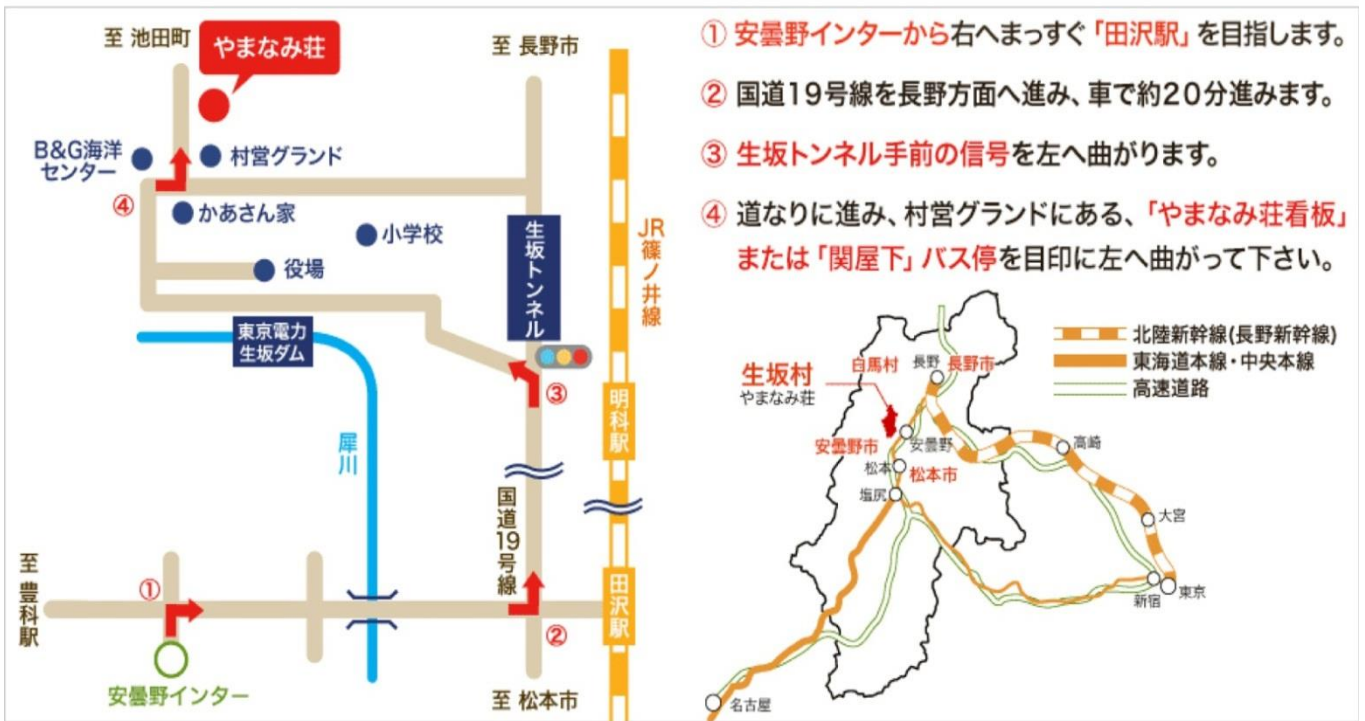 至 池田町
やまなみ荘
至 長野市
B&G海洋
センター
村営グランド
④
かあさん家
小学校
役場
生坂トンネル
JR篠ノ井線
東京電力
生坂ダム
③
明科駅
犀川
国道19号線
至 豊科駅
①
田沢駅
②
安曇野インター
至 松本市
① 安曇野インターから右へまっすぐ「田沢駅」を目指します。
② 国道19号線を長野方面へ進み、車で約20分進みます。
③ 生坂トンネル手前の信号を左へ曲がります。
④ 道なりに進み、村営グランドにある、「やまなみ荘看板」
または「関屋下」バス停を目印に左へ曲がって下さい。
北陸新幹線(長野新幹線)
東海道本線・中央本線
高速道路
生坂村
やまなみ荘
白馬村
長野
長野市
安曇野市
安曇野
高崎
松本
松本市
塩尻
大宮
新宿
東京
名古屋